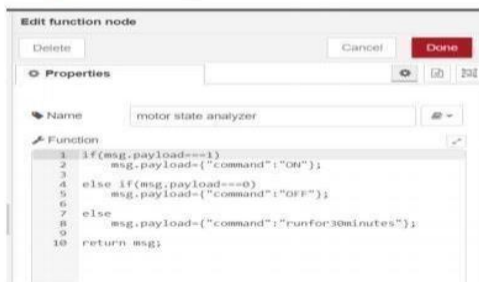 Edit function node
Delete Cancel Done
Properties
Name motor state analyzer
Function
1 if(msg.payload===1)
2 msg.payload={"command":"ON"};
3
4 else if(msg.payload===0)
5 msg.payload={"command":"OFF"};
6
7 else
8 msg.payload={"command":"runfor30minutes"};
9
10 return msg;